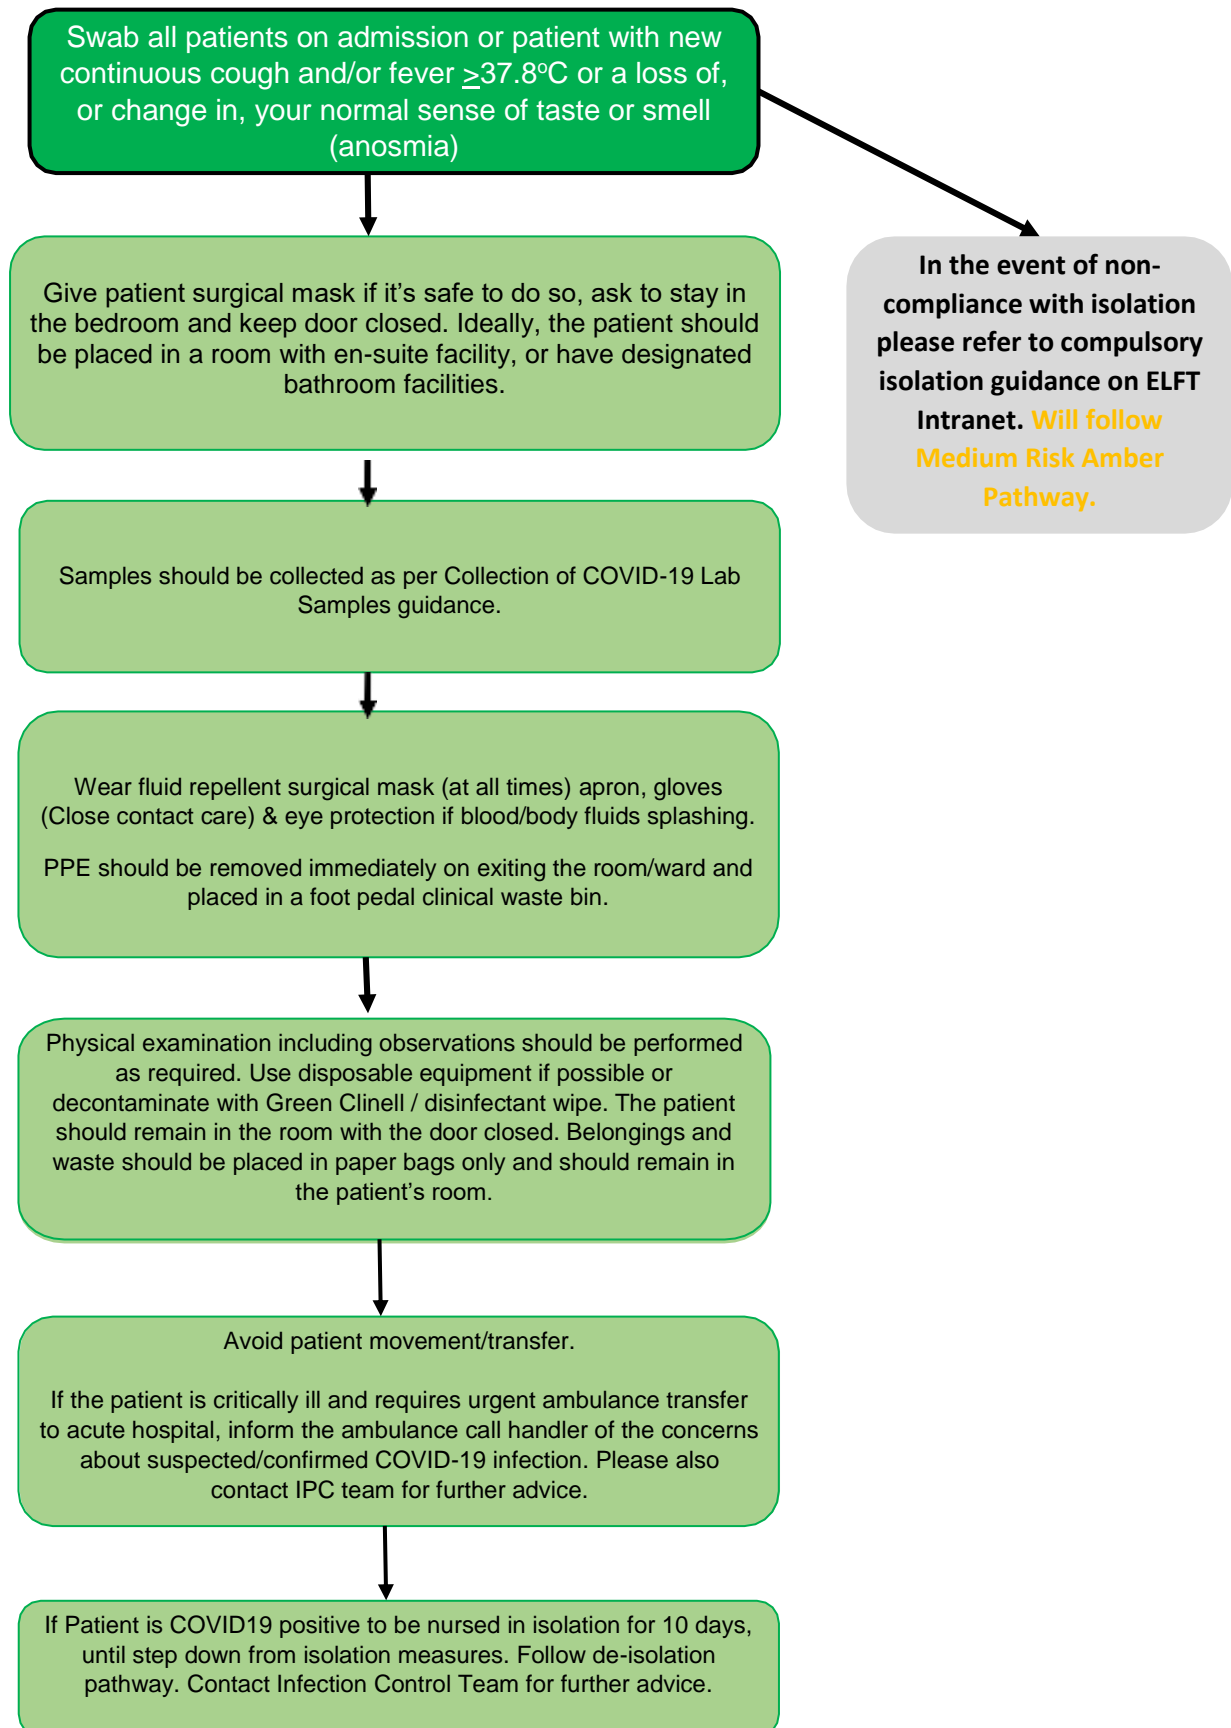 Swab all patients on admission or patient with new
continuous cough and/or fever ≥37.8°C or a loss of,
or change in, your normal sense of taste or smell
(anosmia)
In the event of non-
compliance with isolation
please refer to compulsory
isolation guidance on ELFT
Intranet. Will follow
Medium Risk Amber
Pathway.
Give patient surgical mask if it's safe to do so, ask to stay in
the bedroom and keep door closed. Ideally, the patient should
be placed in a room with en-suite facility, or have designated
bathroom facilities.
Samples should be collected as per Collection of COVID-19 Lab
Samples guidance.
Wear fluid repellent surgical mask (at all times) apron, gloves
(Close contact care) & eye protection if blood/body fluids splashing.
PPE should be removed immediately on exiting the room/ward and
placed in a foot pedal clinical waste bin.
Physical examination including observations should be performed
as required. Use disposable equipment if possible or
decontaminate with Green Clinell / disinfectant wipe. The patient
should remain in the room with the door closed. Belongings and
waste should be placed in paper bags only and should remain in
the patient's room.
Avoid patient movement/transfer.
If the patient is critically ill and requires urgent ambulance transfer
to acute hospital, inform the ambulance call handler of the concerns
about suspected/confirmed COVID-19 infection. Please also
contact IPC team for further advice.
If Patient is COVID19 positive to be nursed in isolation for 10 days,
until step down from isolation measures. Follow de-isolation
pathway. Contact Infection Control Team for further advice.